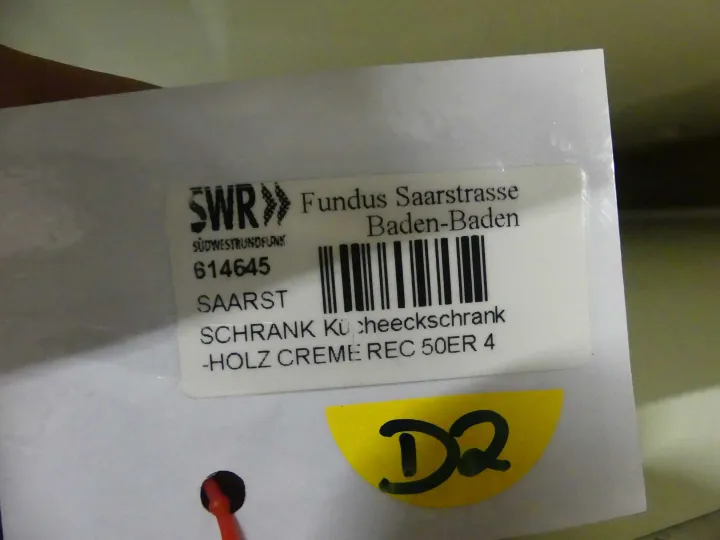 SWR» Fundus Saarstrasse
SÜDWESTRUNDFUNK Baden-Baden
614645
SAARST
SCHRANK Kücheeckschrank
-HOLZ CREME REC 50ER 4
D2